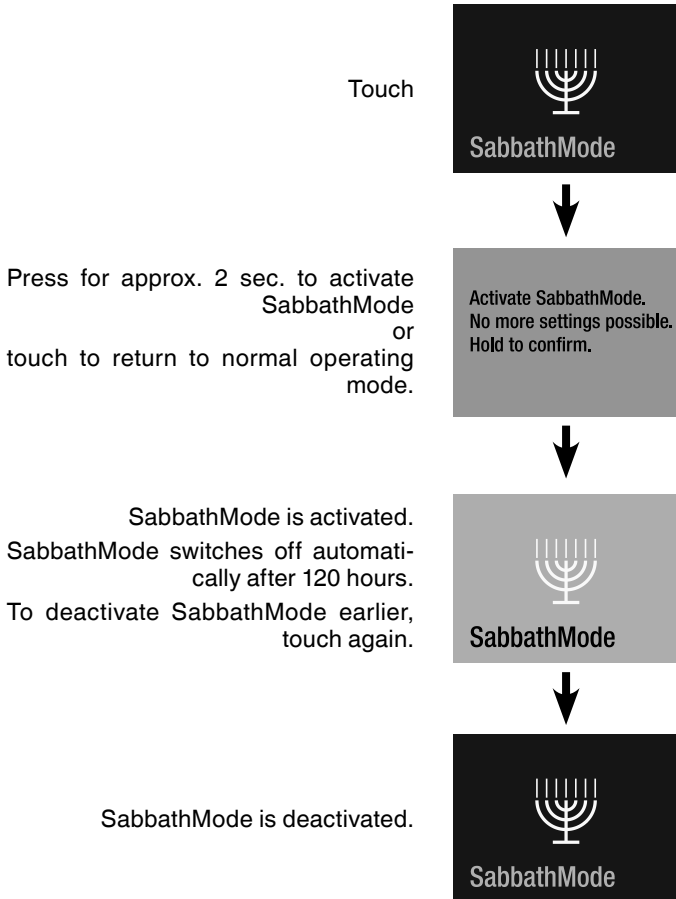 Touch
SabbathMode
Press for approx. 2 sec. to activate
SabbathMode
or
touch to return to normal operating
mode.
Activate SabbathMode.
No more settings possible.
Hold to confirm.
SabbathMode is activated.
SabbathMode switches off automati-
cally after 120 hours.
To deactivate SabbathMode earlier,
touch again.
SabbathMode
SabbathMode is deactivated.
SabbathMode